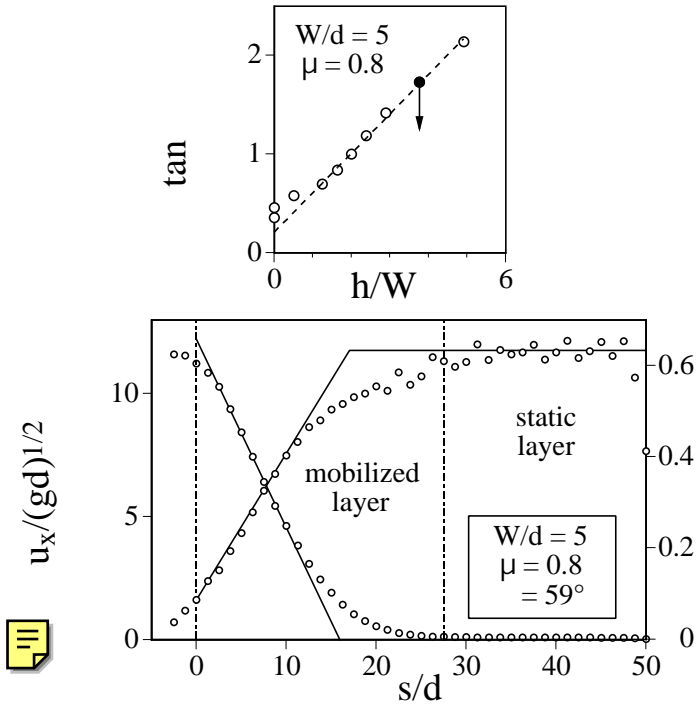 W/d = 5
μ = 0.8
2
1
0
tan
0
6
h/W
10
5
0
u_x/(gd)^1/2
0.6
0.4
0.2
0
static
layer
mobilized
layer
W/d = 5
μ = 0.8
= 59°
0
10
20
30
40
50
s/d